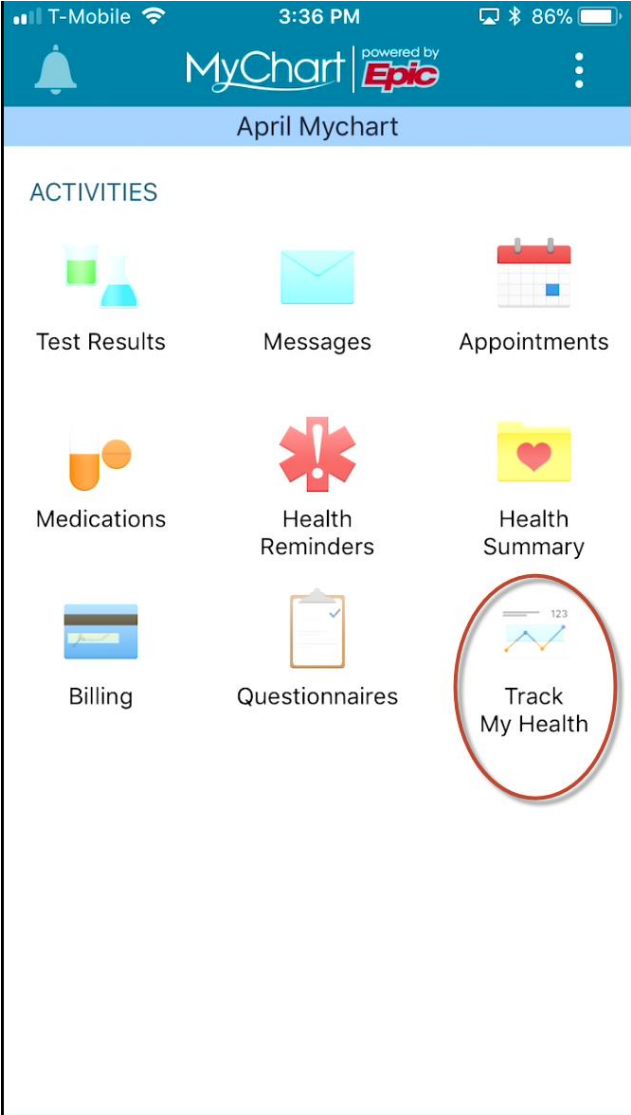 T-Mobile 3:36 PM 86%
MyChart powered by Epic
April Mychart
ACTIVITIES
Test Results Messages Appointments
Medications Health Reminders Health Summary
123
Billing Questionnaires Track My Health